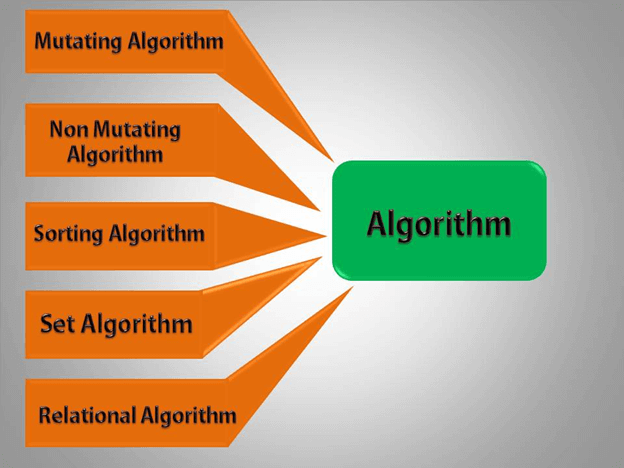 Mutating Algorithm
Non Mutating
Algorithm
Sorting Algorithm
Set Algorithm
Relational Algorithm
Algorithm